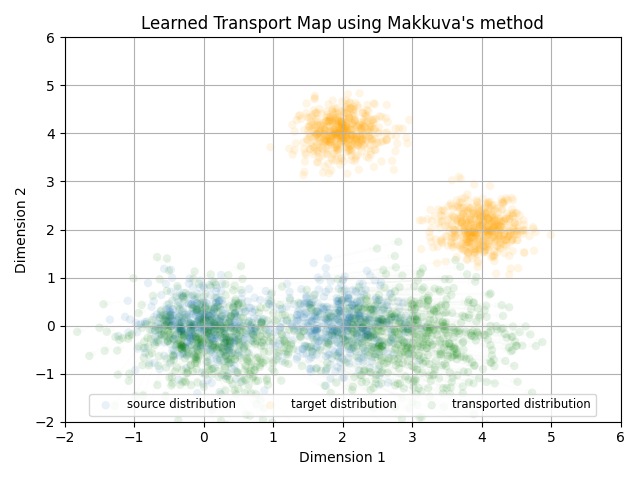 Learned Transport Map using Makkuva's method
6
5
4
3
2
1
0
−1
−2
Dimension 2
source distribution target distribution transported distribution
−2 −1 0 1 2 3 4 5 6
Dimension 1